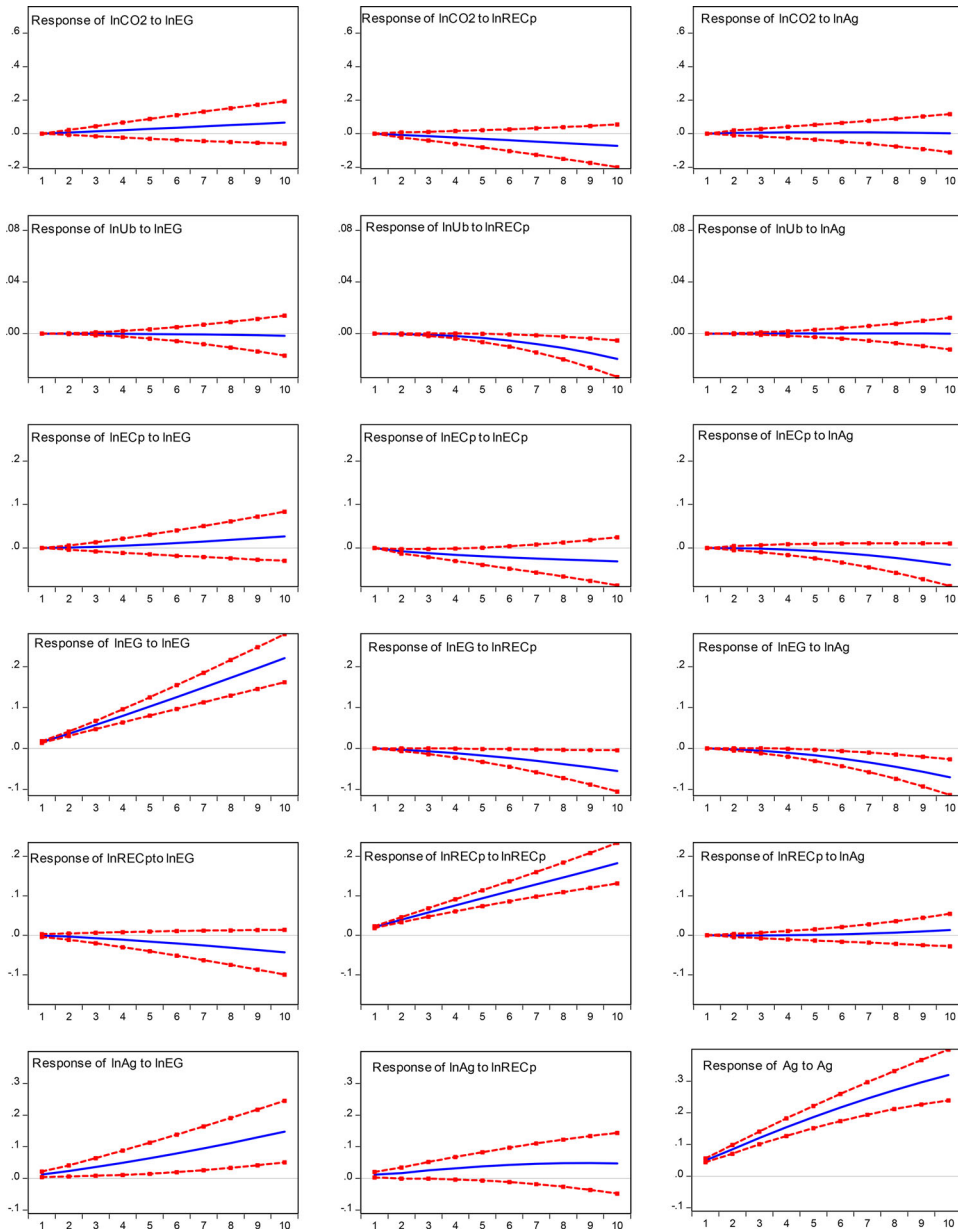 Response of lnCO2 to lnEG
Response of lnCO2 to lnRECp
Response of lnCO2 to lnAg
.6 .6 .6
.4 .4 .4
.2 .2 .2
.0 .0 .0
-.2 -.2 -.2
1 2 3 4 5 6 7 8 9 10 1 2 3 4 5 6 7 8 9 10 1 2 3 4 5 6 7 8 9 10
Response of lnUb to lnEG
Response of lnUb to lnRECp
Response of lnUb to lnAg
.08 .08 .08
.04 .04 .04
.00 .00 .00
1 2 3 4 5 6 7 8 9 10 1 2 3 4 5 6 7 8 9 10 1 2 3 4 5 6 7 8 9 10
Response of lnECp to lnEG
Response of lnECp to lnECp
Response of lnECp to lnAg
.2 .2 .2
.1 .1 .1
.0 .0 .0
1 2 3 4 5 6 7 8 9 10 1 2 3 4 5 6 7 8 9 10 1 2 3 4 5 6 7 8 9 10
Response of lnEG to lnEG
Response of lnEG to lnRECp
Response of lnEG to lnAg
.2 .2 .2
.1 .1 .1
.0 .0 .0
-.1 -.1 -.1
1 2 3 4 5 6 7 8 9 10 1 2 3 4 5 6 7 8 9 10 1 2 3 4 5 6 7 8 9 10
Response of lnRECpto lnEG
Response of lnRECp to lnRECp
Response of lnRECp to lnAg
.2 .2 .2
.1 .1 .1
.0 .0 .0
-.1 -.1 -.1
1 2 3 4 5 6 7 8 9 10 1 2 3 4 5 6 7 8 9 10 1 2 3 4 5 6 7 8 9 10
Response of lnAg to lnEG
Response of lnAg to lnRECp
Response of Ag to Ag
.3 .3 .3
.2 .2 .2
.1 .1 .1
.0 .0 .0
-.1 -.1 -.1
1 2 3 4 5 6 7 8 9 10 1 2 3 4 5 6 7 8 9 10 1 2 3 4 5 6 7 8 9 10